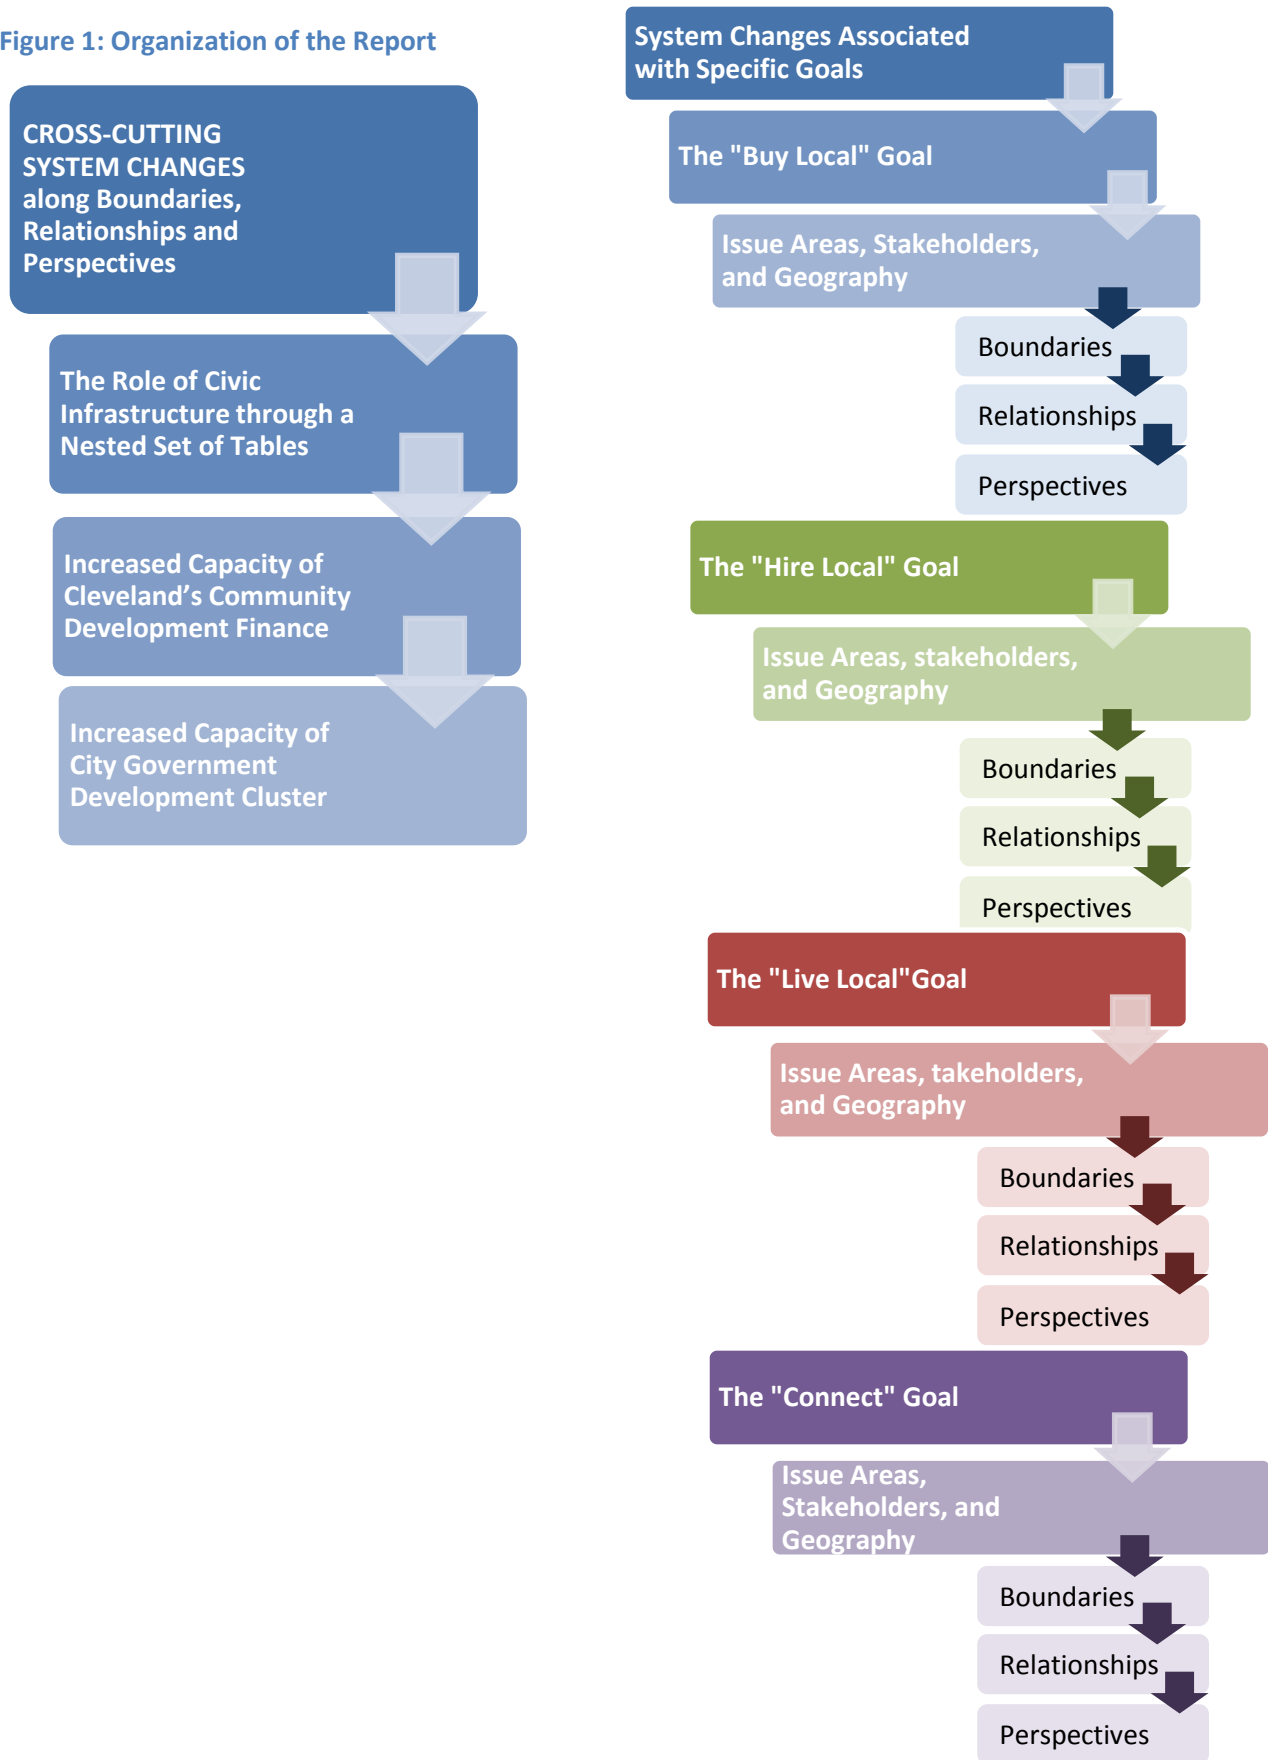 Figure 1: Organization of the Report
CROSS-CUTTING
SYSTEM CHANGES
along Boundaries,
Relationships and
Perspectives
The Role of Civic
Infrastructure through a
Nested Set of Tables
Increased Capacity of
Cleveland’s Community
Development Finance
Increased Capacity of
City Government
Development Cluster
System Changes Associated
with Specific Goals
The "Buy Local" Goal
Issue Areas, Stakeholders,
and Geography
Boundaries
Relationships
Perspectives
The "Hire Local" Goal
Issue Areas, stakeholders,
and Geography
Boundaries
Relationships
Perspectives
The "Live Local"Goal
Issue Areas, takeholders,
and Geography
Boundaries
Relationships
Perspectives
The "Connect" Goal
Issue Areas,
Stakeholders, and
Geography
Boundaries
Relationships
Perspectives